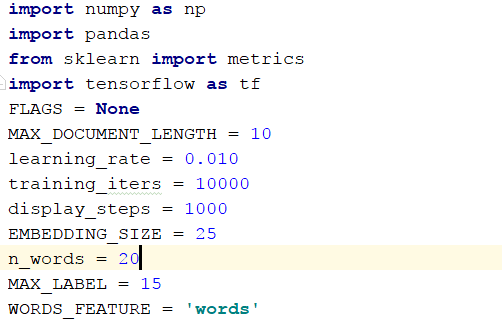 import numpy as np
import pandas
from sklearn import metrics
import tensorflow as tf
FLAGS = None
MAX_DOCUMENT_LENGTH = 10
learning_rate = 0.010
training_iters = 10000
display_steps = 1000
EMBEDDING_SIZE = 25
n_words = 20
MAX_LABEL = 15
WORDS_FEATURE = 'words'